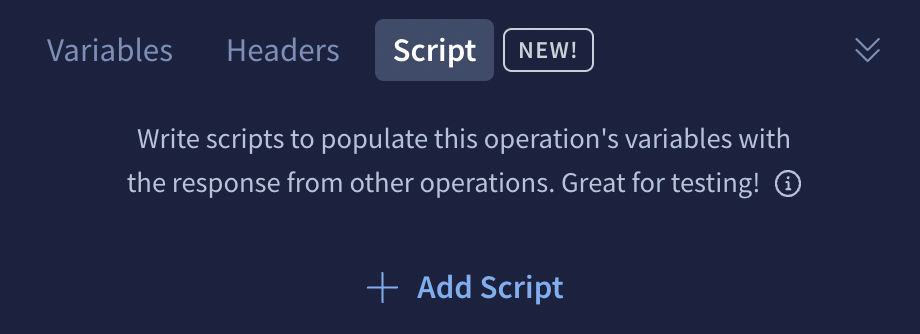 Variables Headers Script NEW!
Write scripts to populate this operation's variables with
the response from other operations. Great for testing!
Add Script